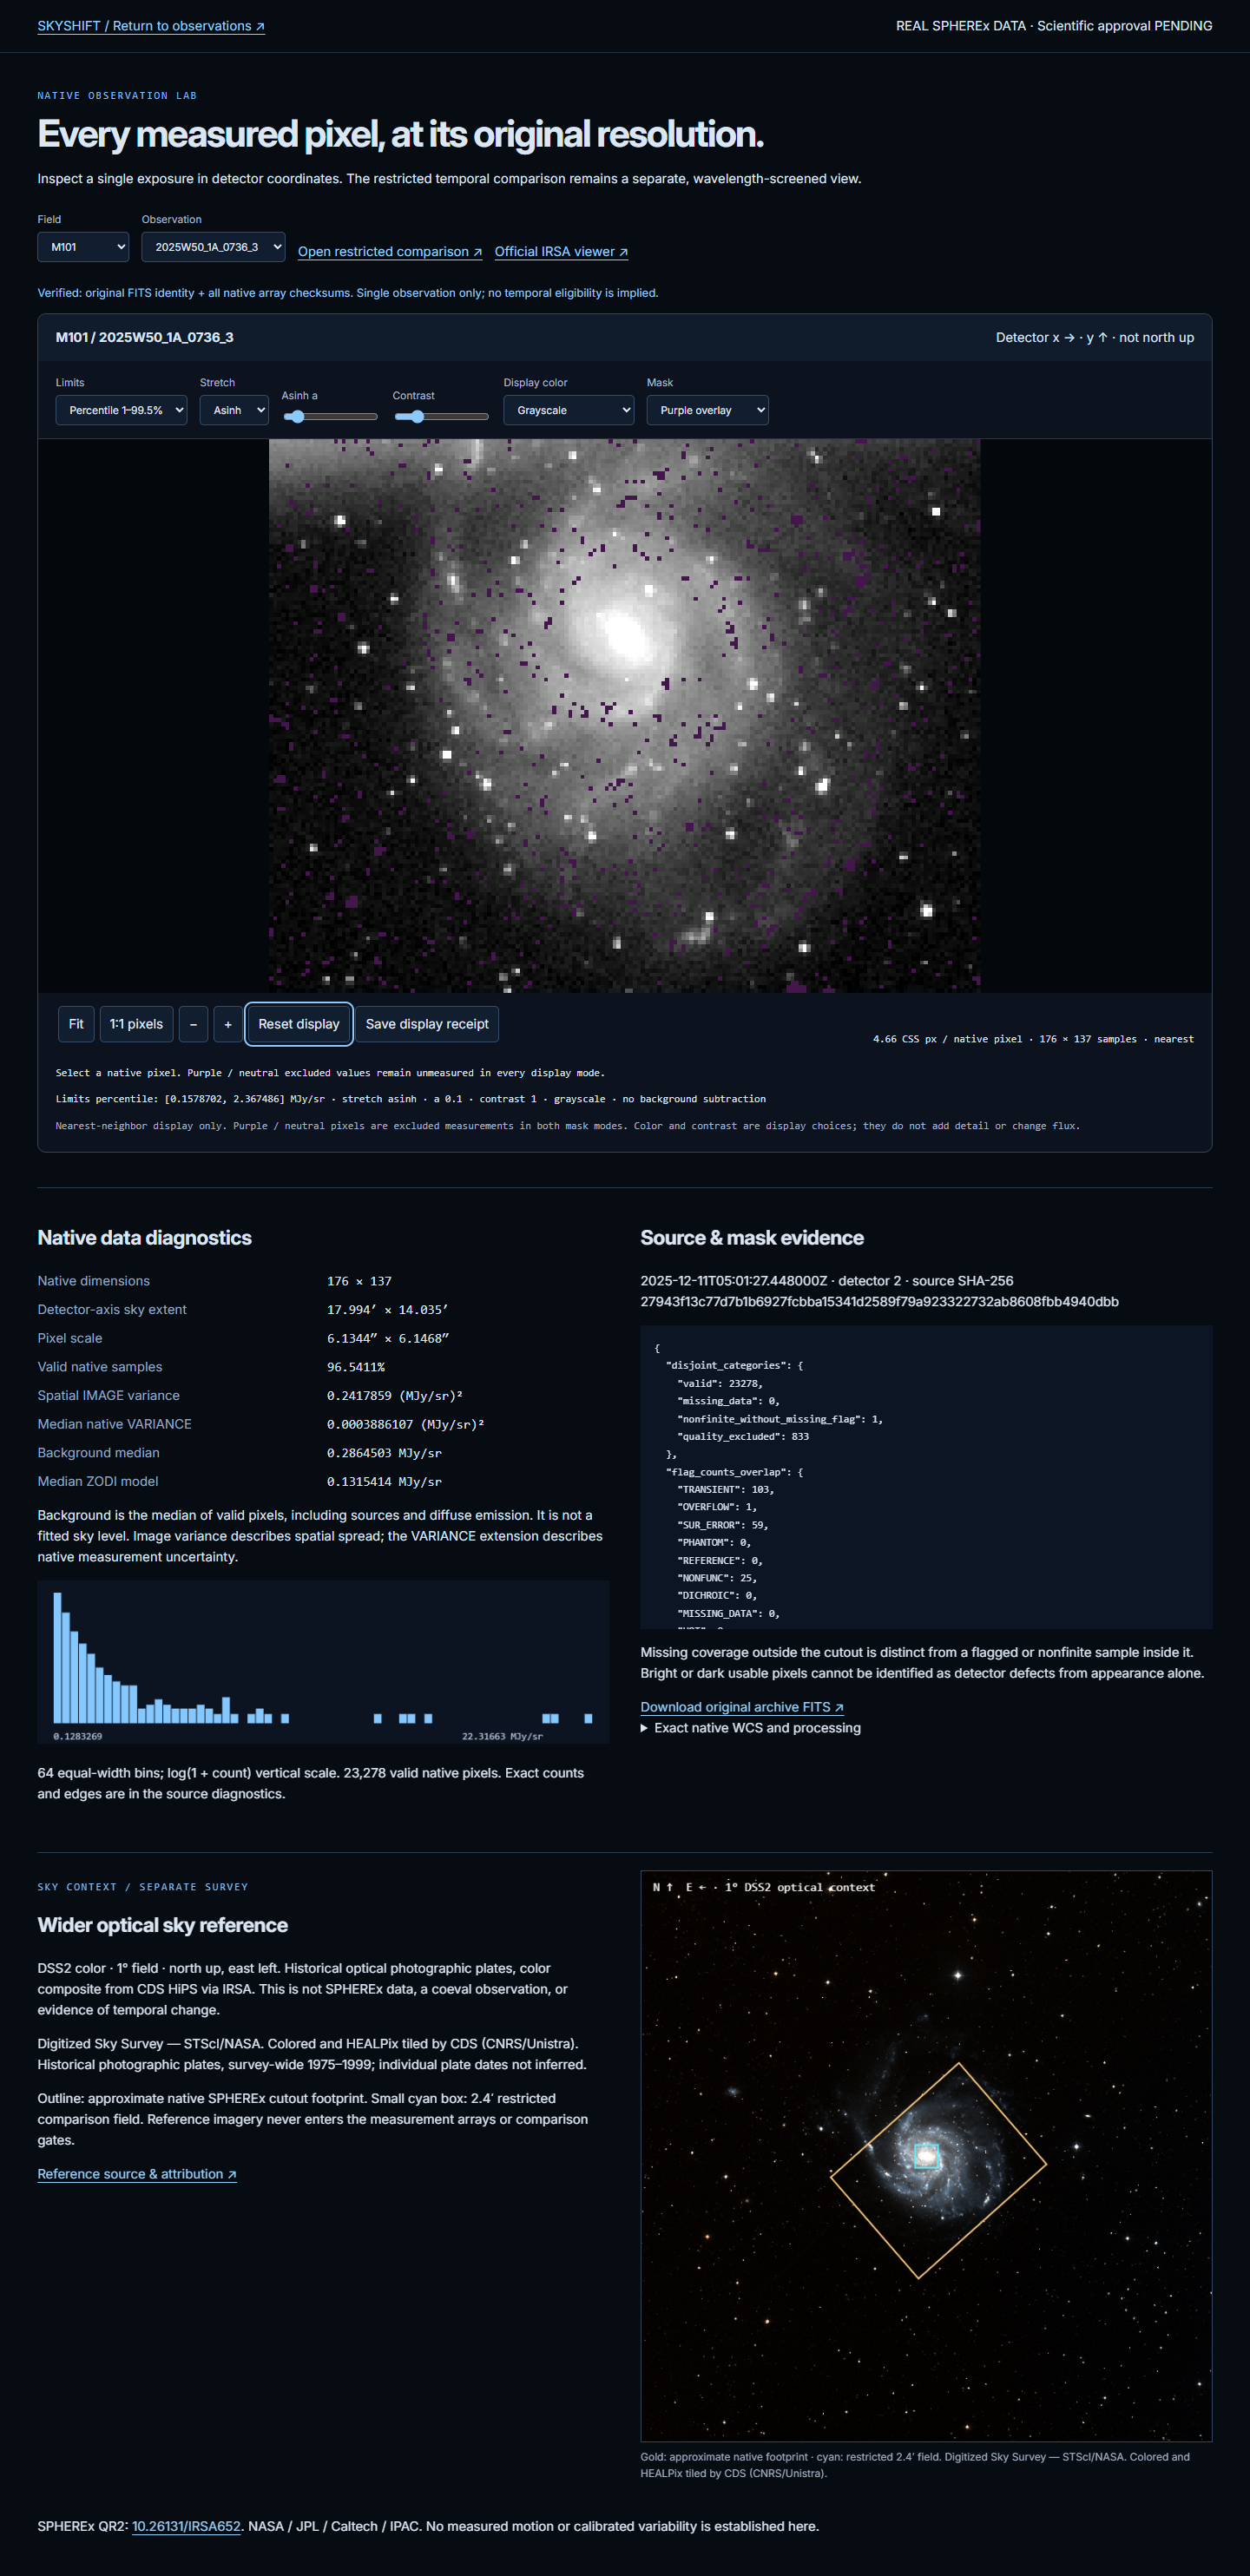 SKYSHIFT / Return to observations ↗
REAL SPHEREx DATA · Scientific approval PENDING
NATIVE OBSERVATION LAB
Every measured pixel, at its original resolution.
Inspect a single exposure in detector coordinates. The restricted temporal comparison remains a separate, wavelength-screened view.
Field
Observation
M101
2025W50_1A_0736_3
Open restricted comparison ↗
Official IRSA viewer ↗
Verified: original FITS identity + all native array checksums. Single observation only; no temporal eligibility is implied.
M101 / 2025W50_1A_0736_3
Detector x → · y ↑ · not north up
Limits
Stretch
Asinh a
Contrast
Display color
Mask
Percentile 1–99.5%
Asinh
Grayscale
Purple overlay
Fit
1:1 pixels
−
+
Reset display
Save display receipt
4.66 CSS px / native pixel · 176 × 137 samples · nearest
Select a native pixel. Purple / neutral excluded values remain unmeasured in every display mode.
Limits percentile: [0.1578702, 2.367486] MJy/sr · stretch asinh · a 0.1 · contrast 1 · grayscale · no background subtraction
Nearest-neighbor display only. Purple / neutral pixels are excluded measurements in both mask modes. Color and contrast are display choices; they do not add detail or change flux.
Native data diagnostics
Native dimensions 176 × 137
Detector-axis sky extent 17.994′ × 14.035′
Pixel scale 6.1344″ × 6.1468″
Valid native samples 96.5411%
Spatial IMAGE variance 0.2417859 (MJy/sr)²
Median native VARIANCE 0.0003886107 (MJy/sr)²
Background median 0.2864503 MJy/sr
Median ZODI model 0.1315414 MJy/sr
Background is the median of valid pixels, including sources and diffuse emission. It is not a
fitted sky level. Image variance describes spatial spread; the VARIANCE extension describes
native measurement uncertainty.
0.1283269
22.31663 MJy/sr
64 equal-width bins; log(1 + count) vertical scale. 23,278 valid native pixels. Exact counts
and edges are in the source diagnostics.
Source & mask evidence
2025-12-11T05:01:27.448000Z · detector 2 · source SHA-256
27943f13c77d7b1b6927fcbba15341d2589f79a923322732ab8608fbb4940dbb
{
"disjoint_categories": {
"valid": 23278,
"missing_data": 0,
"nonfinite_without_missing_flag": 1,
"quality_excluded": 833
},
"flag_counts_overlap": {
"TRANSIENT": 103,
"OVERFLOW": 1,
"SUR_ERROR": 59,
"PHANTOM": 0,
"REFERENCE": 0,
"NONFUNC": 25,
"DICHROIC": 0,
"MISSING_DATA": 0,
Missing coverage outside the cutout is distinct from a flagged or nonfinite sample inside it.
Bright or dark usable pixels cannot be identified as detector defects from appearance alone.
Download original archive FITS ↗
▶ Exact native WCS and processing
SKY CONTEXT / SEPARATE SURVEY
Wider optical sky reference
DSS2 color · 1° field · north up, east left. Historical optical photographic plates, color
composite from CDS HiPS via IRSA. This is not SPHEREx data, a coeval observation, or
evidence of temporal change.
Digitized Sky Survey — STScI/NASA. Colored and HEALPix tiled by CDS (CNRS/Unistra).
Historical photographic plates, survey-wide 1975–1999; individual plate dates not inferred.
Outline: approximate native SPHEREx cutout footprint. Small cyan box: 2.4′ restricted
comparison field. Reference imagery never enters the measurement arrays or comparison
gates.
Reference source & attribution ↗
N ↑ E ← · 1° DSS2 optical context
Gold: approximate native footprint · cyan: restricted 2.4′ field. Digitized Sky Survey — STScI/NASA. Colored and
HEALPix tiled by CDS (CNRS/Unistra).
SPHEREx QR2: 10.26131/IRSA652. NASA / JPL / Caltech / IPAC. No measured motion or calibrated variability is established here.